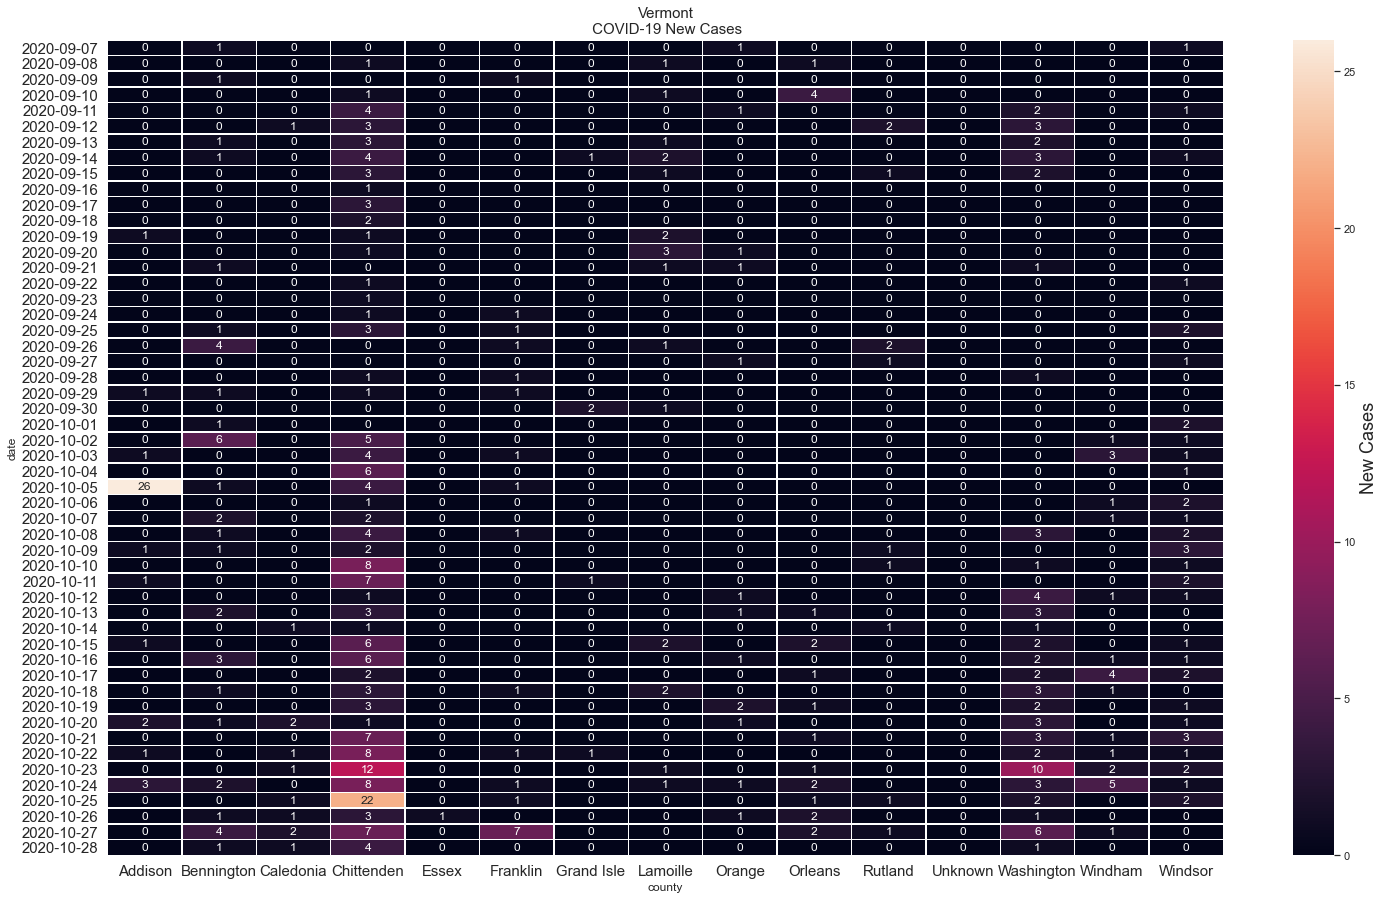 Vermont
COVID-19 New Cases
2020-09-07 0 1 0 0 0 0 0 0 1 0 0 0 0 0 1
2020-09-08 0 0 0 1 0 0 0 1 0 1 0 0 0 0 0
2020-09-09 0 1 0 0 0 1 0 0 0 0 0 0 0 0 0
2020-09-10 0 0 0 1 0 0 0 1 0 4 0 0 0 0 0
2020-09-11 0 0 0 4 0 0 0 0 1 0 0 0 2 0 1
2020-09-12 0 0 1 3 0 0 0 0 0 0 2 0 3 0 0
2020-09-13 0 1 0 3 0 0 0 1 0 0 0 0 2 0 0
2020-09-14 0 1 0 4 0 0 1 2 0 0 0 0 3 0 1
2020-09-15 0 0 0 3 0 0 0 1 0 0 1 0 2 0 0
2020-09-16 0 0 0 1 0 0 0 0 0 0 0 0 0 0 0
2020-09-17 0 0 0 3 0 0 0 0 0 0 0 0 0 0 0
2020-09-18 0 0 0 2 0 0 0 0 0 0 0 0 0 0 0
2020-09-19 1 0 0 1 0 0 0 2 0 0 0 0 0 0 0
2020-09-20 0 0 0 1 0 0 0 3 1 0 0 0 0 0 0
2020-09-21 0 1 0 0 0 0 0 1 1 0 0 0 1 0 0
2020-09-22 0 0 0 1 0 0 0 0 0 0 0 0 0 0 1
2020-09-23 0 0 0 1 0 0 0 0 0 0 0 0 0 0 0
2020-09-24 0 0 0 1 0 1 0 0 0 0 0 0 0 0 0
2020-09-25 0 1 0 3 0 1 0 0 0 0 0 0 0 0 2
2020-09-26 0 4 0 0 0 1 0 1 0 0 2 0 0 0 0
2020-09-27 0 0 0 0 0 0 0 0 1 0 1 0 0 0 1
2020-09-28 0 0 0 1 0 1 0 0 0 0 0 0 1 0 0
2020-09-29 1 1 0 1 0 1 0 0 0 0 0 0 0 0 0
2020-09-30 0 0 0 0 0 0 2 1 0 0 0 0 0 0 0
2020-10-01 0 1 0 0 0 0 0 0 0 0 0 0 0 0 2
2020-10-02 0 6 0 5 0 0 0 0 0 0 0 0 0 1 1
2020-10-03 1 0 0 4 0 1 0 0 0 0 0 0 0 3 1
2020-10-04 0 0 0 6 0 0 0 0 0 0 0 0 0 0 1
2020-10-05 26 1 0 4 0 1 0 0 0 0 0 0 0 0 0
2020-10-06 0 0 0 1 0 0 0 0 0 0 0 0 0 1 2
2020-10-07 0 2 0 2 0 0 0 0 0 0 0 0 0 1 1
2020-10-08 0 1 0 4 0 1 0 0 0 0 0 0 3 0 2
2020-10-09 1 1 0 2 0 0 0 0 0 0 1 0 0 0 3
2020-10-10 0 0 0 8 0 0 0 0 0 0 1 0 1 0 1
2020-10-11 1 0 0 7 0 0 1 0 0 0 0 0 0 0 2
2020-10-12 0 0 0 1 0 0 0 0 1 0 0 0 4 1 1
2020-10-13 0 2 0 3 0 0 0 0 1 1 0 0 3 0 0
2020-10-14 0 0 1 1 0 0 0 0 0 0 1 0 1 0 0
2020-10-15 1 0 0 6 0 0 0 2 0 2 0 0 2 0 1
2020-10-16 0 3 0 6 0 0 0 0 1 0 0 0 2 1 1
2020-10-17 0 0 0 2 0 0 0 0 0 1 0 0 2 4 2
2020-10-18 0 1 0 3 0 1 0 2 0 0 0 0 3 1 0
2020-10-19 0 0 0 3 0 0 0 0 2 1 0 0 2 0 1
2020-10-20 2 1 2 1 0 0 0 0 1 0 0 0 3 0 1
2020-10-21 0 0 0 7 0 0 0 0 0 1 0 0 3 1 3
2020-10-22 1 0 1 8 0 1 1 0 0 0 0 0 2 1 1
2020-10-23 0 0 1 12 0 0 0 1 0 1 0 0 10 2 2
2020-10-24 3 2 0 8 0 1 0 1 1 2 0 0 3 5 1
2020-10-25 0 0 1 22 0 1 0 0 0 1 1 0 2 0 2
2020-10-26 0 1 1 3 1 0 0 0 1 2 0 0 1 0 0
2020-10-27 0 4 2 7 0 7 0 0 0 2 1 0 6 1 0
2020-10-28 0 1 1 4 0 0 0 0 0 0 0 0 1 0 0
Addison Bennington Caledonia Chittenden Essex Franklin Grand Isle Lamoille Orange Orleans Rutland Unknown Washington Windham Windsor
county
date
25
20
15
10
5
0
New Cases